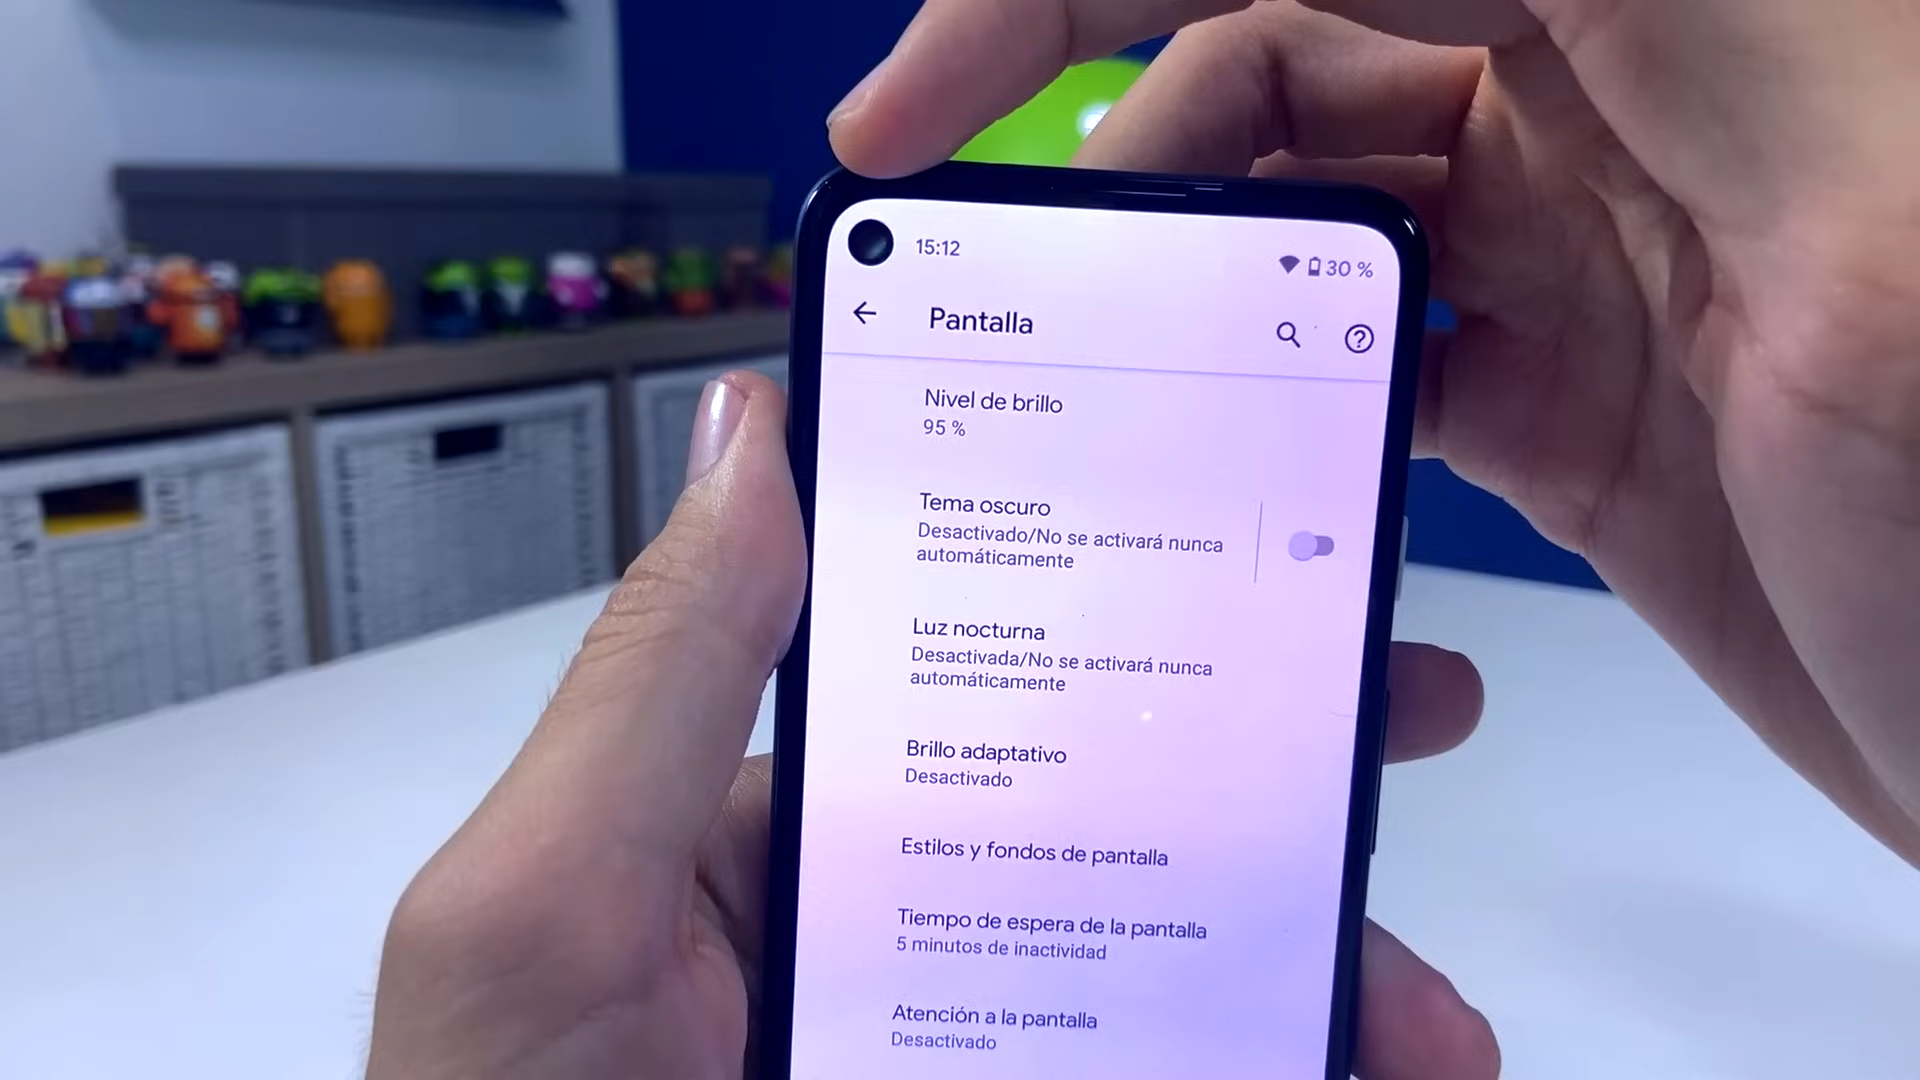 15:12
30 %
Pantalla
Nivel de brillo
95 %
Tema oscuro
Desactivado/No se activará nunca
automáticamente
Luz nocturna
Desactivada/No se activará nunca
automáticamente
Brillo adaptativo
Desactivado
Estilos y fondos de pantalla
Tiempo de espera de la pantalla
5 minutos de inactividad
Atención a la pantalla
Desactivado